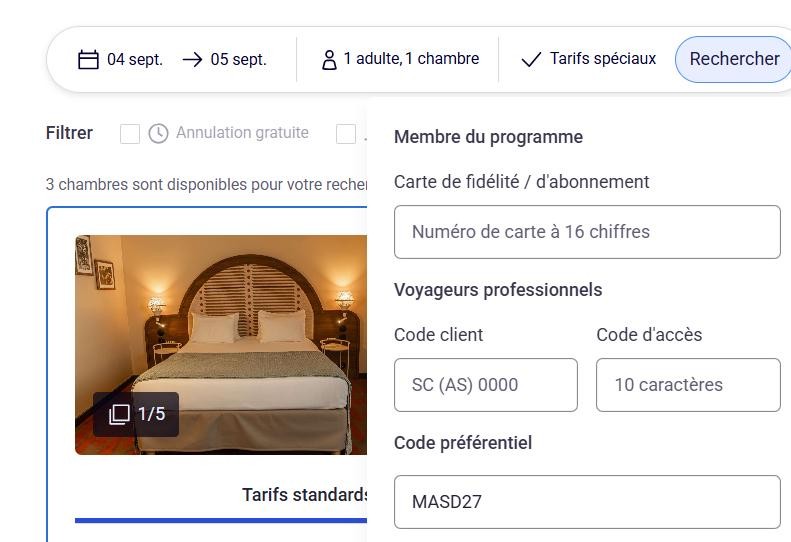 04 sept. → 05 sept. 1 adulte, 1 chambre Tarifs spéciaux Rechercher
Filtrer Annulation gratuite
3 chambres sont disponibles pour votre
1/5
Tarifs standards
Membre du programme
Carte de fidélité / d'abonnement
Numéro de carte à 16 chiffres
Voyageurs professionnels
Code client Code d'accès
SC (AS) 0000 10 caractères
Code préférentiel
MASD27